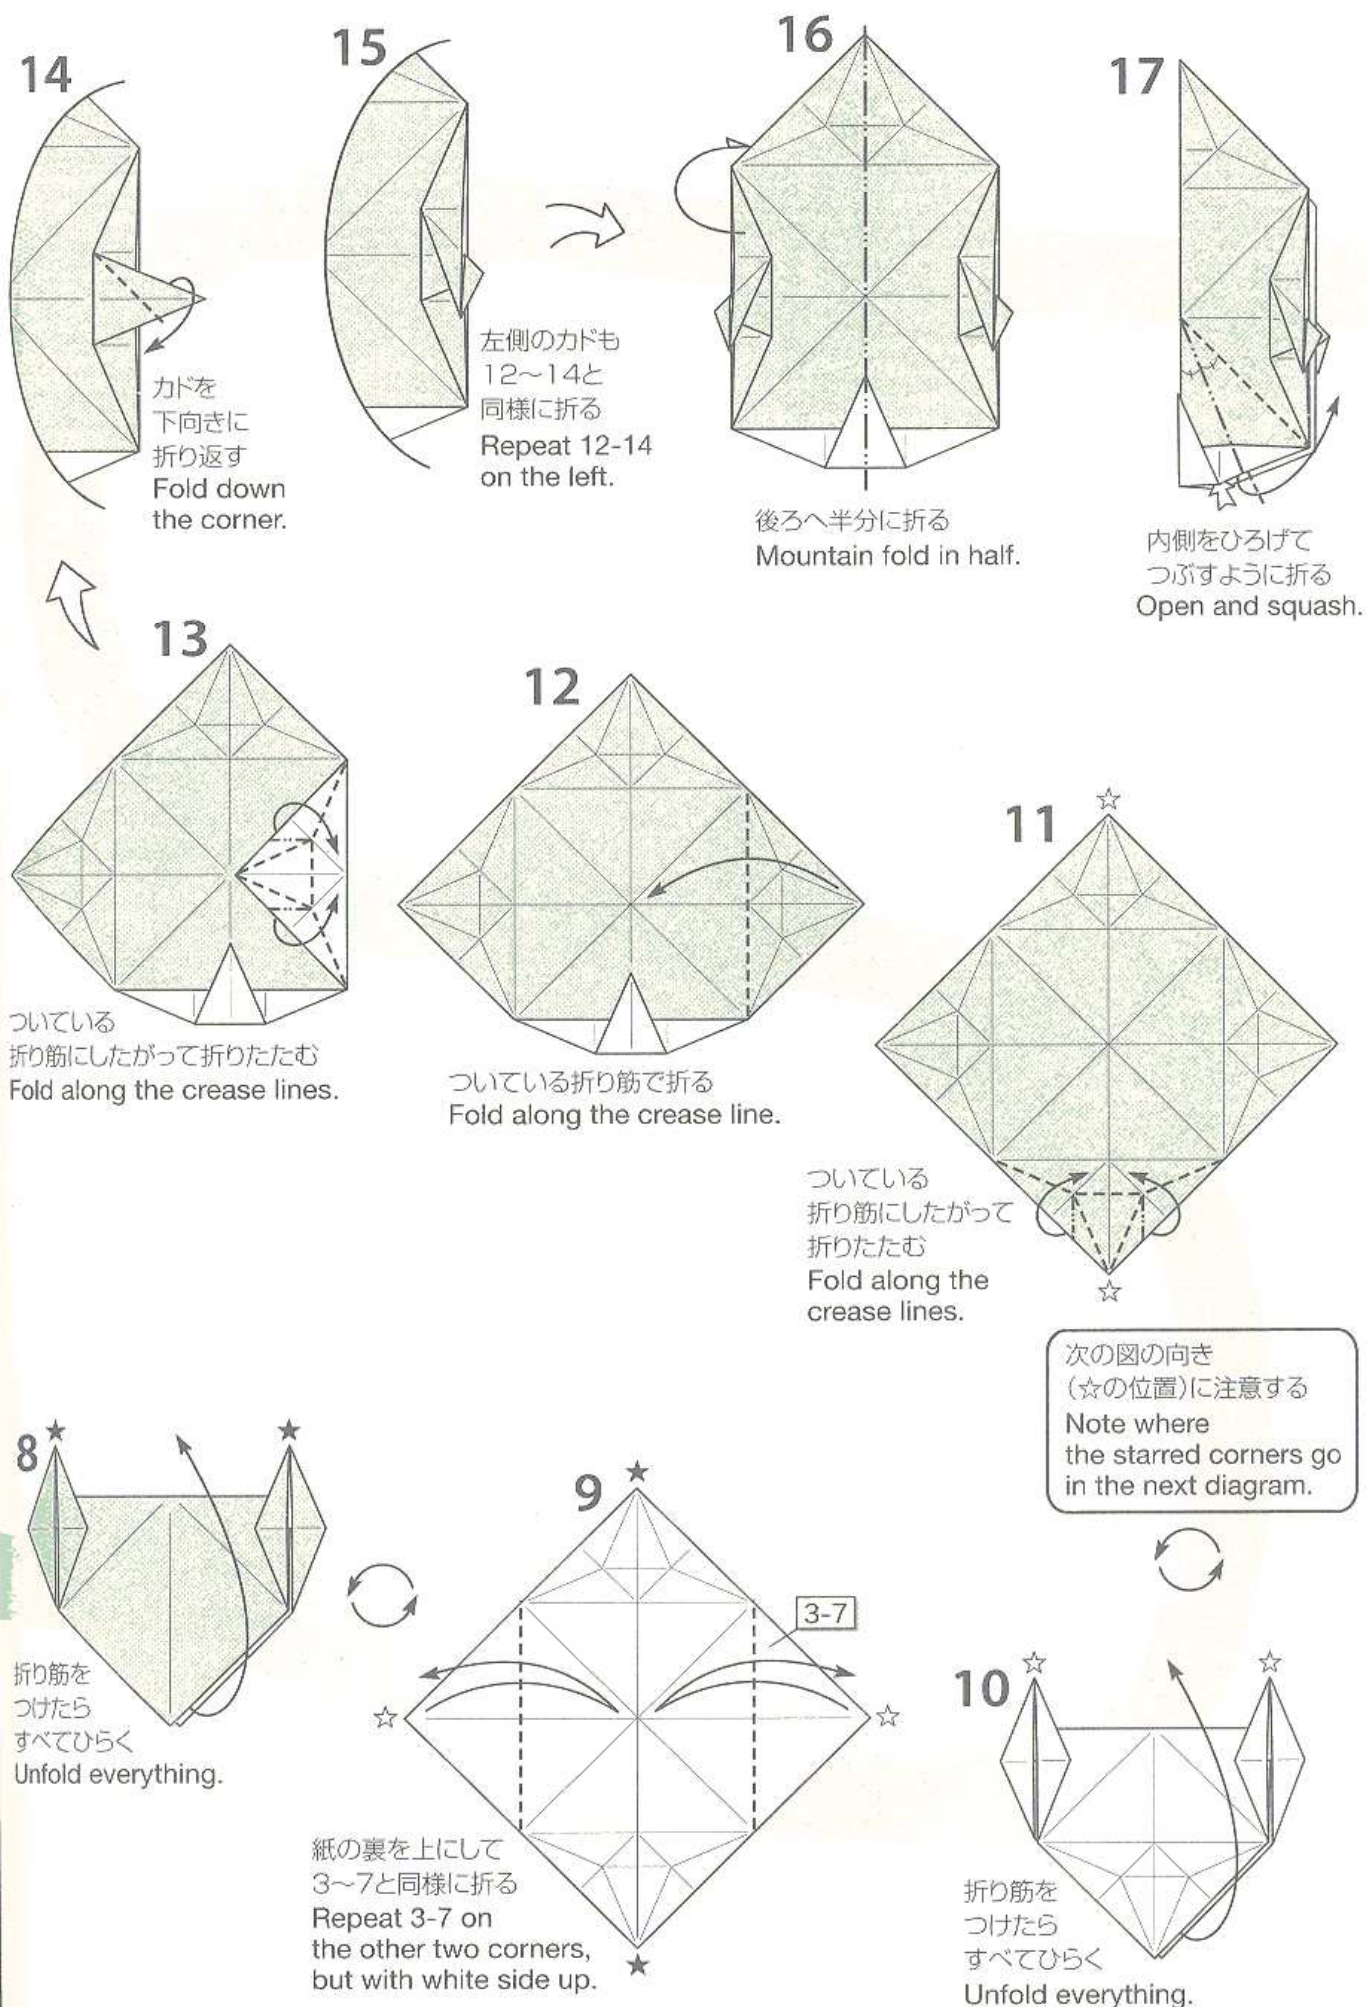 8
折り筋を
つけたら
すべてひらく
Unfold everything.
9
3-7
紙の裏を上にして
3〜7と同様に折る
Repeat 3-7 on
the other two corners,
but with white side up.
10
折り筋を
つけたら
すべてひらく
Unfold everything.
次の図の向き
(☆の位置)に注意する
Note where
the starred corners go
in the next diagram.
11
ついている
折り筋にしたがって
折りたたむ
Fold along the
crease lines.
12
ついている折り筋で折る
Fold along the crease line.
13
ついている
折り筋にしたがって折りたたむ
Fold along the crease lines.
14
カドを
下向きに
折り返す
Fold down
the corner.
15
左側のカドも
12〜14と
同様に折る
Repeat 12-14
on the left.
16
後ろへ半分に折る
Mountain fold in half.
17
内側をひろげて
つぶすように折る
Open and squash.